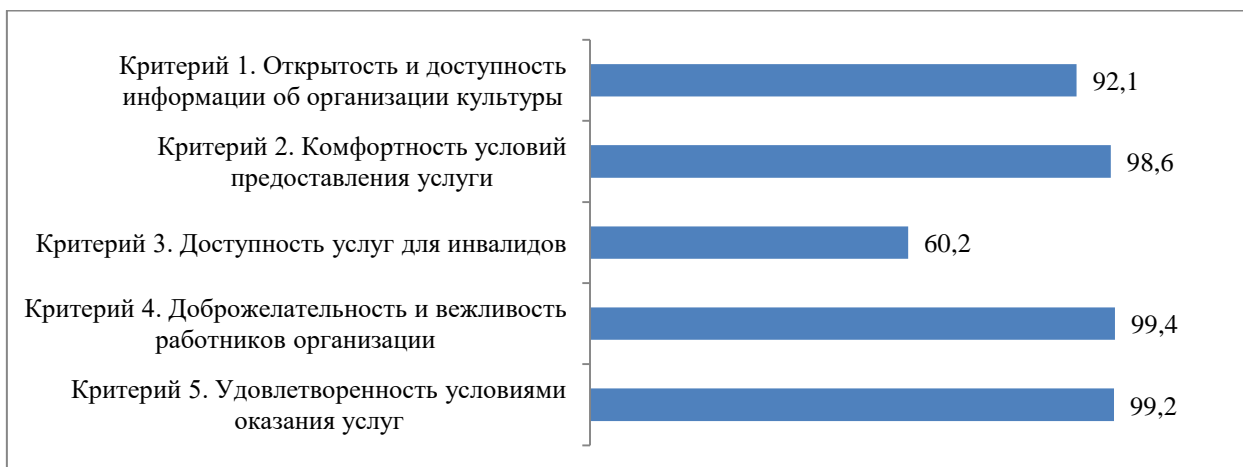 Критерий 1. Открытость и доступность
информации об организации культуры
92,1
Критерий 2. Комфортность условий
предоставления услуги
98,6
Критерий 3. Доступность услуг для инвалидов
60,2
Критерий 4. Доброжелательность и вежливость
работников организации
99,4
Критерий 5. Удовлетворенность условиями
оказания услуг
99,2